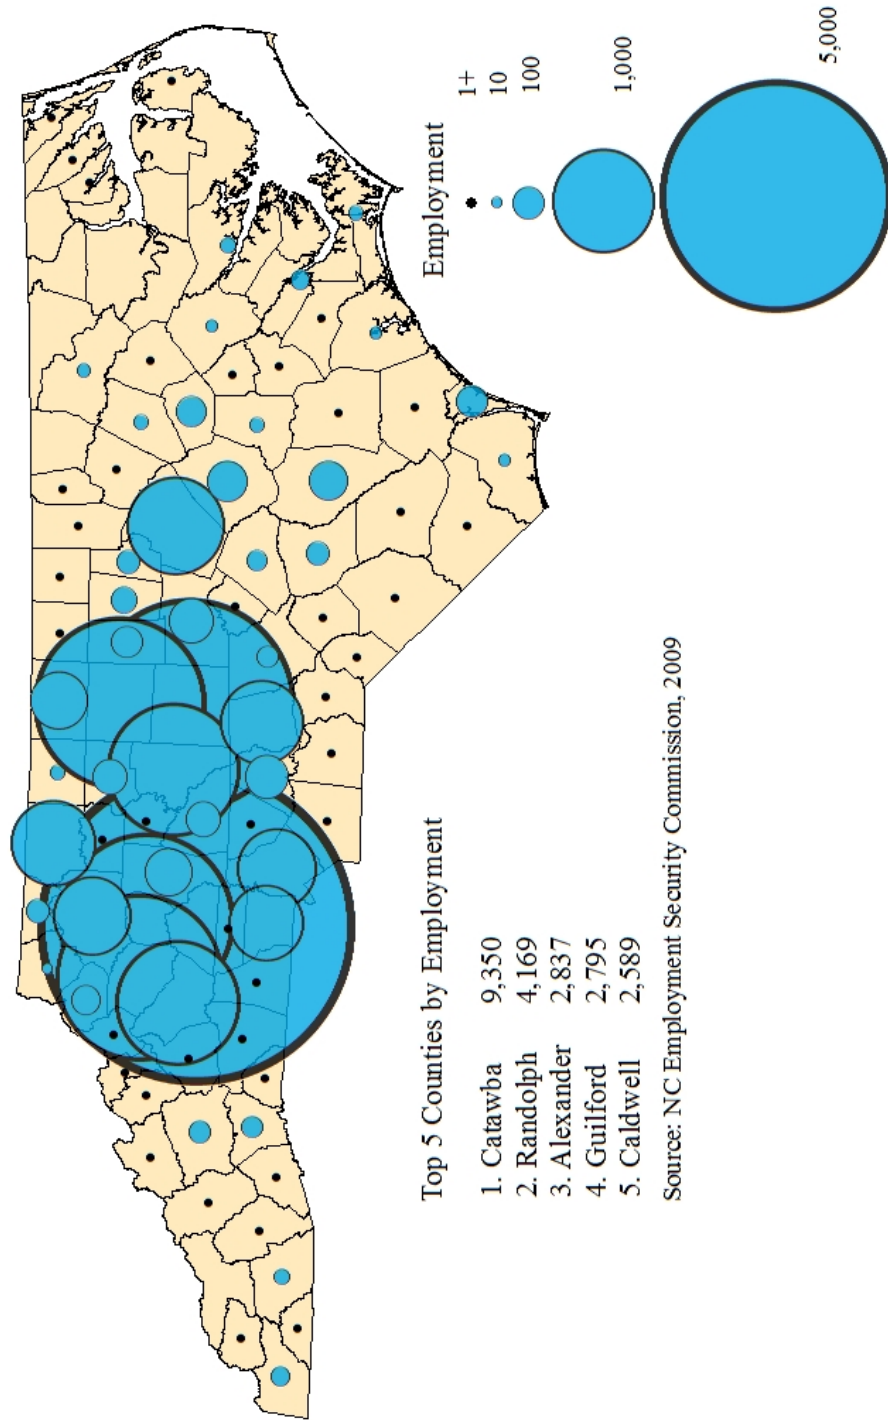 Top 5 Counties by Employment
1. Catawba 9,350
2. Randolph 4,169
3. Alexander 2,837
4. Guilford 2,795
5. Caldwell 2,589
Source: NC Employment Security Commission, 2009
Employment
1+
10
100
1,000
5,000